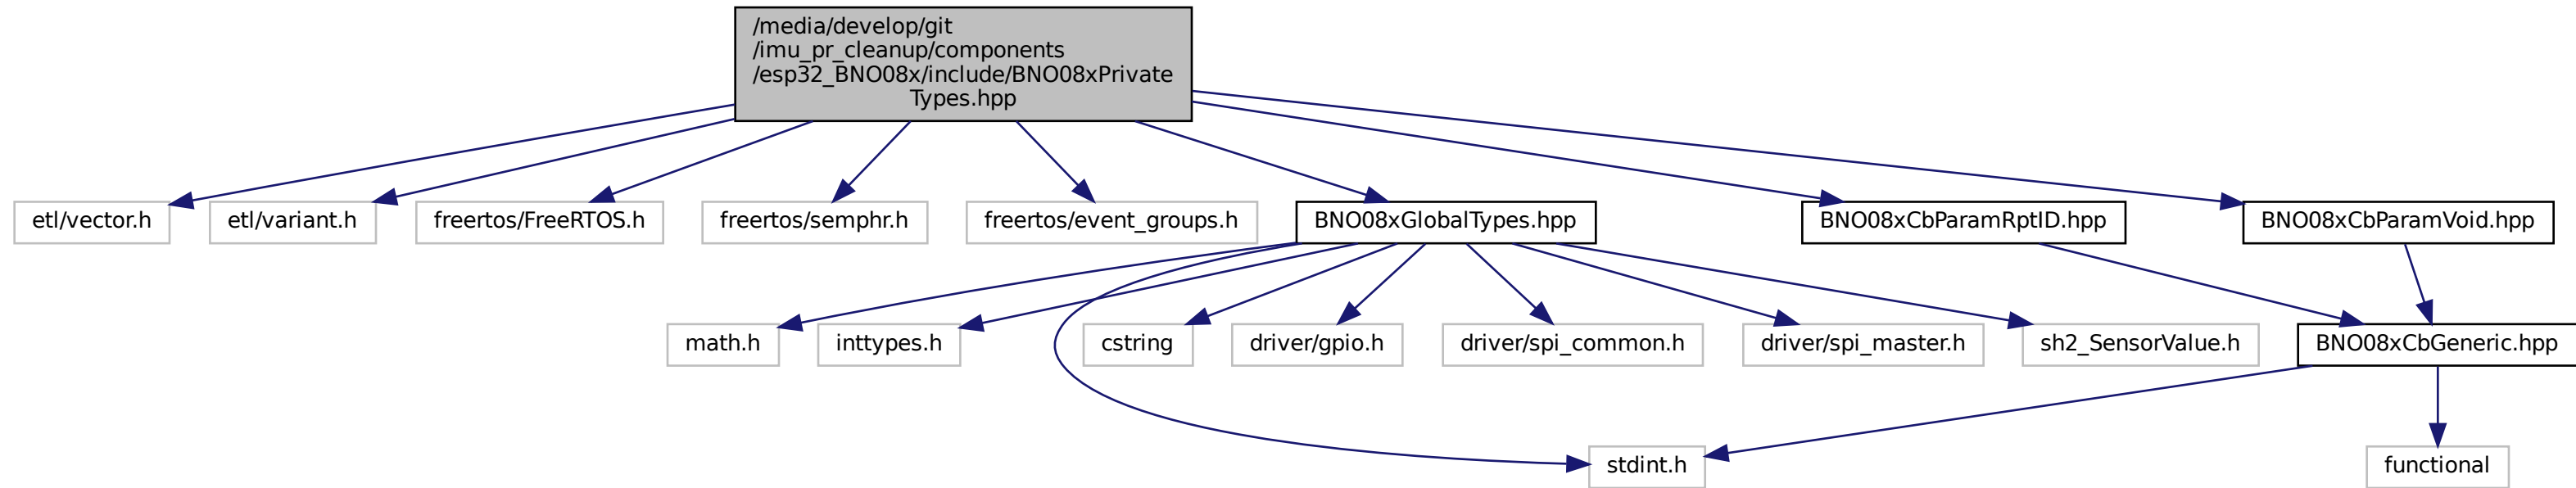 /media/develop/git
/imu_pr_cleanup/components
/esp32_BNO08x/include/BNO08xPrivate
Types.hpp
etl/vector.h
etl/variant.h
freertos/FreeRTOS.h
freertos/semphr.h
freertos/event_groups.h
BNO08xGlobalTypes.hpp
BNO08xCbParamRptID.hpp
BNO08xCbParamVoid.hpp
math.h
inttypes.h
cstring
driver/gpio.h
driver/spi_common.h
driver/spi_master.h
sh2_SensorValue.h
BNO08xCbGeneric.hpp
stdint.h
functional